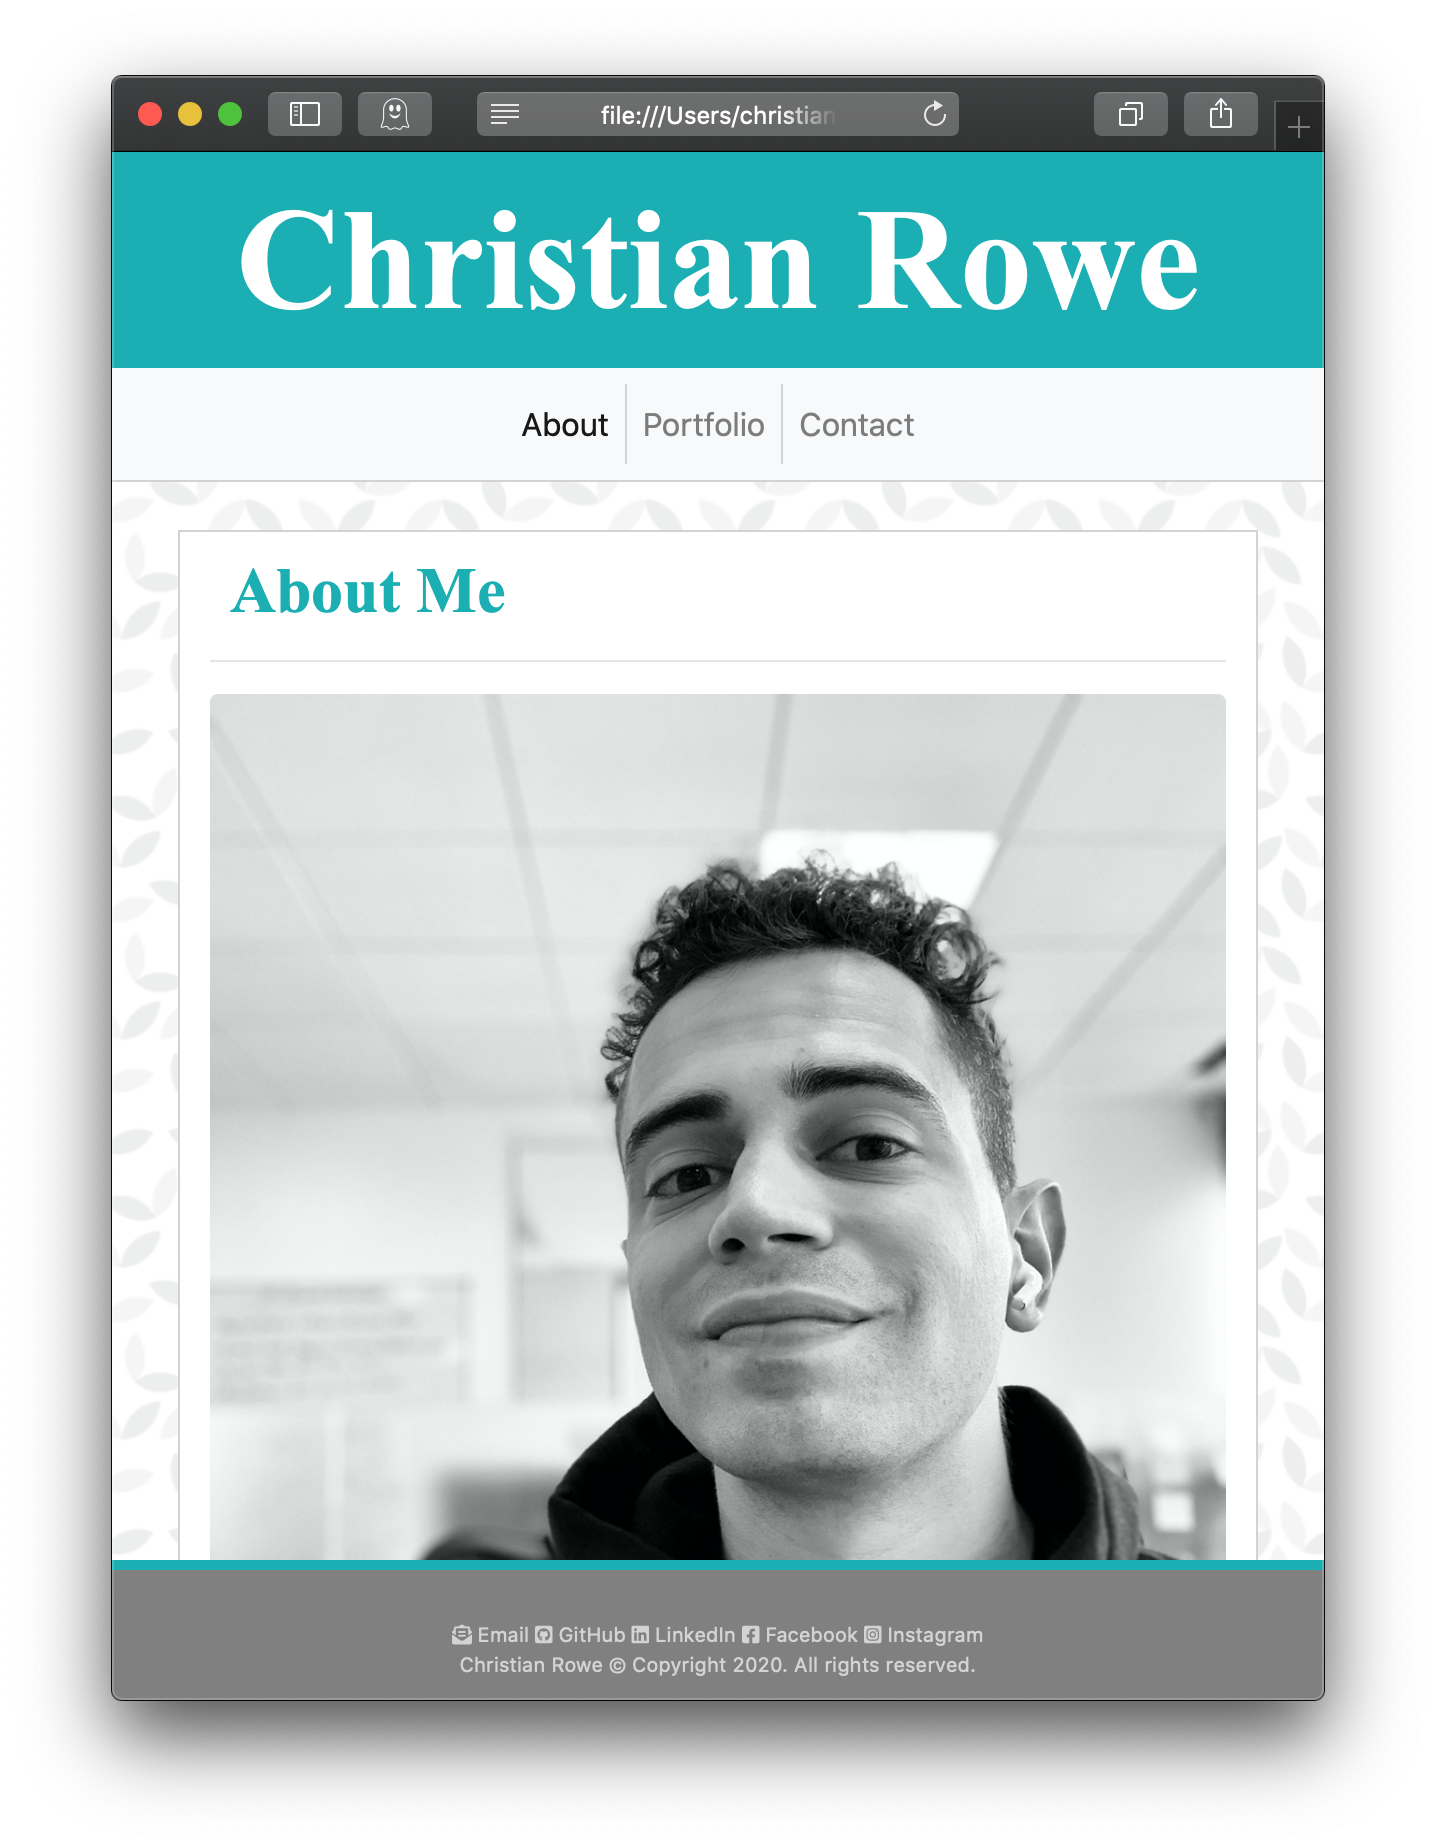 file:///Users/christian
Christian Rowe
About Portfolio Contact
About Me
Email GitHub LinkedIn Facebook Instagram
Christian Rowe © Copyright 2020. All rights reserved.